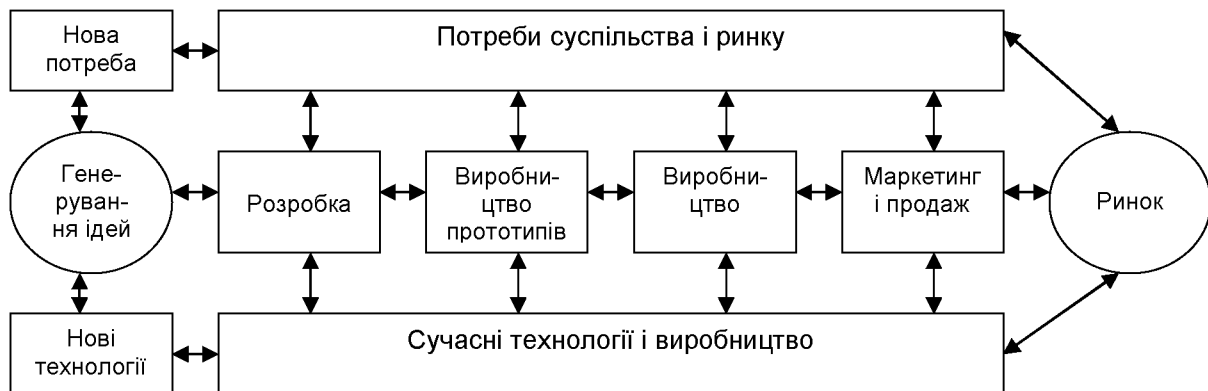 Нова
потреба
Потреби суспільства і ринку
Гене-
руван-
ня ідей
Розробка
Виробни-
цтво
прототипів
Виробни-
цтво
Маркетинг
і продаж
Ринок
Нові
технології
Сучасні технології і виробництво